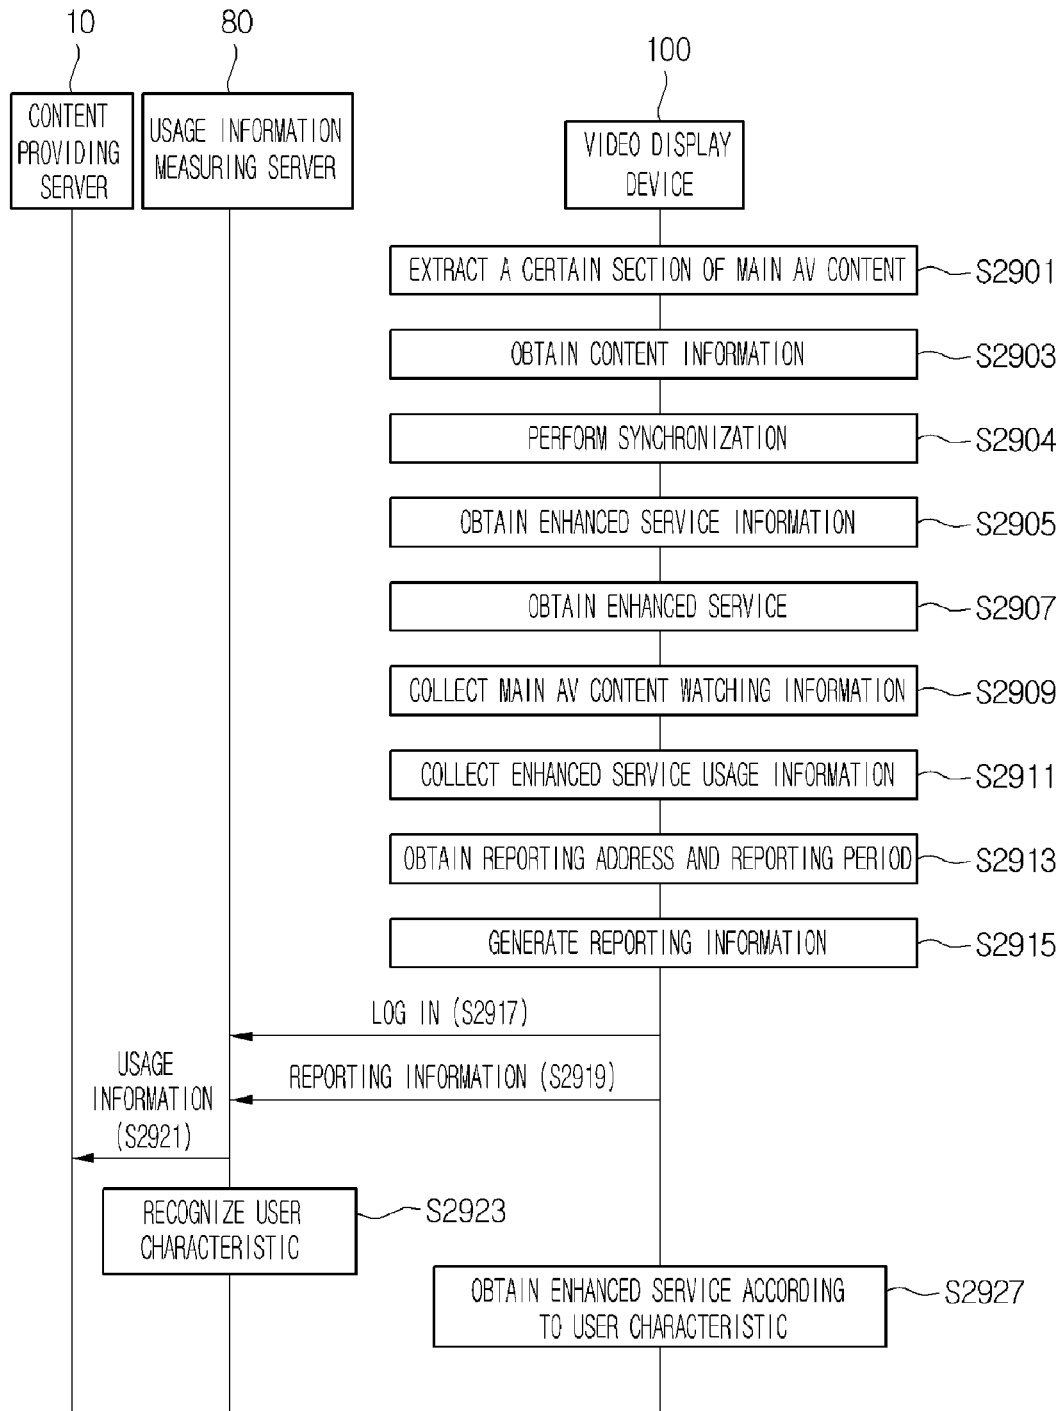 10
80
100
CONTENT
PROVIDING
SERVER
USAGE INFORMATION
MEASURING SERVER
VIDEO DISPLAY
DEVICE
EXTRACT A CERTAIN SECTION OF MAIN AV CONTENT
S2901
OBTAIN CONTENT INFORMATION
S2903
PERFORM SYNCHRONIZATION
S2904
OBTAIN ENHANCED SERVICE INFORMATION
S2905
OBTAIN ENHANCED SERVICE
S2907
COLLECT MAIN AV CONTENT WATCHING INFORMATION
S2909
COLLECT ENHANCED SERVICE USAGE INFORMATION
S2911
OBTAIN REPORTING ADDRESS AND REPORTING PERIOD
S2913
GENERATE REPORTING INFORMATION
S2915
LOG IN (S2917)
REPORTING INFORMATION (S2919)
USAGE
INFORMATION
(S2921)
RECOGNIZE USER
CHARACTERISTIC
S2923
OBTAIN ENHANCED SERVICE ACCORDING
TO USER CHARACTERISTIC
S2927